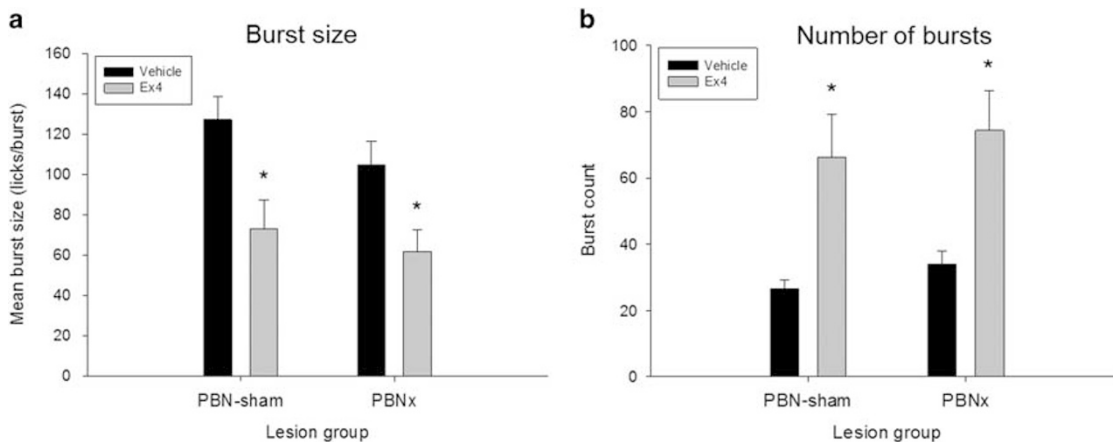 a
Burst size
Mean burst size (licks/burst)
160
140
120
100
80
60
40
20
0
Vehicle
Ex4
*
*
PBN-sham PBNx
Lesion group
b
Number of bursts
Burst count
100
80
60
40
20
0
Vehicle
Ex4
*
*
PBN-sham PBNx
Lesion group